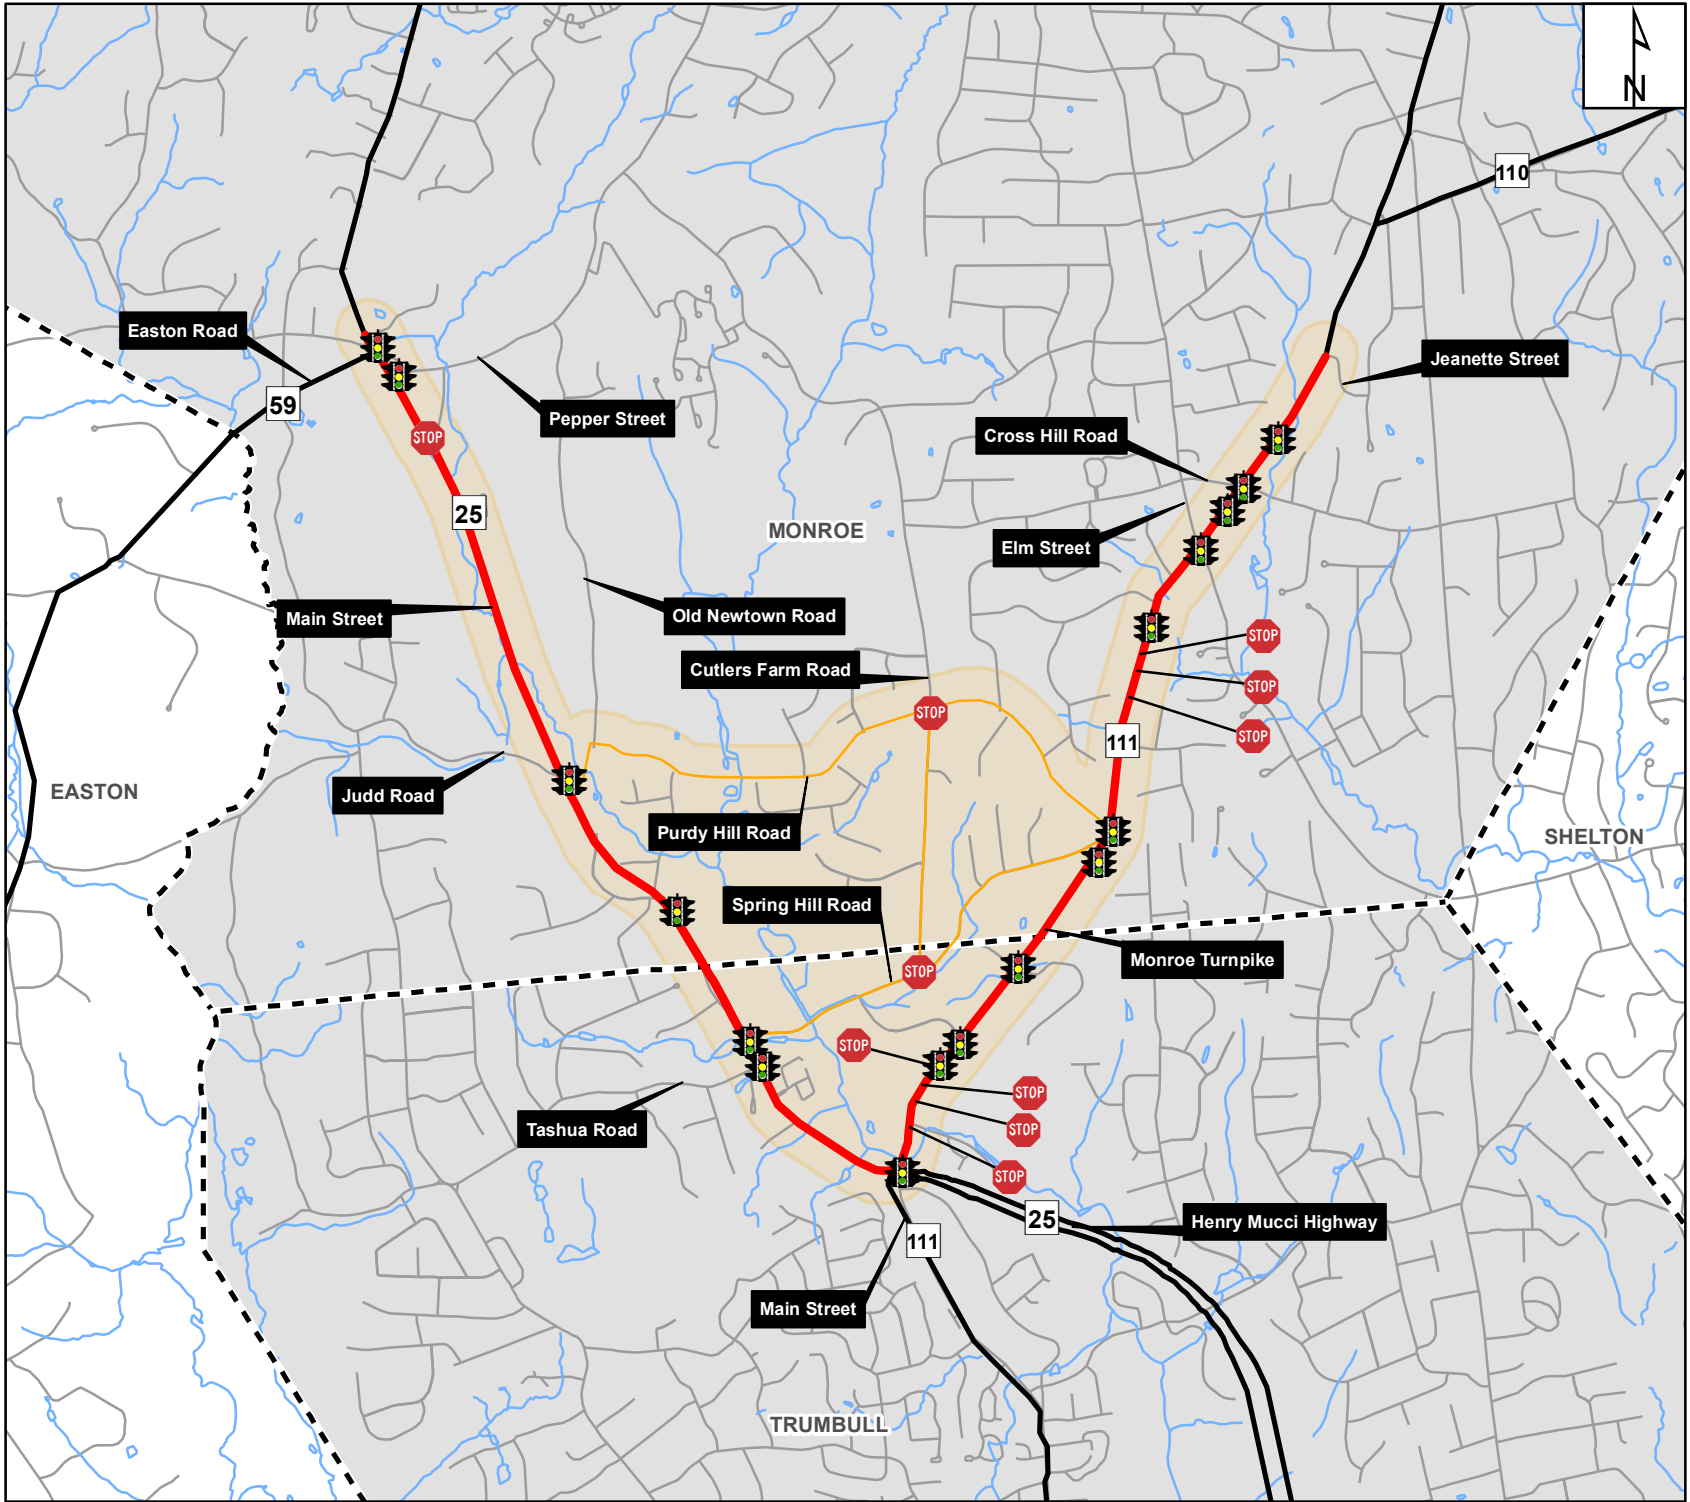 N
110
Easton Road
Jeanette Street
59
Pepper Street
Cross Hill Road
STOP
25
MONROE
Elm Street
Main Street
Old Newtown Road
STOP
Cutlers Farm Road
STOP
STOP
STOP
111
Judd Road
EASTON
Purdy Hill Road
SHELTON
Spring Hill Road
Monroe Turnpike
STOP
STOP
STOP
Tashua Road
STOP
STOP
25
Henry Mucci Highway
111
Main Street
TRUMBULL